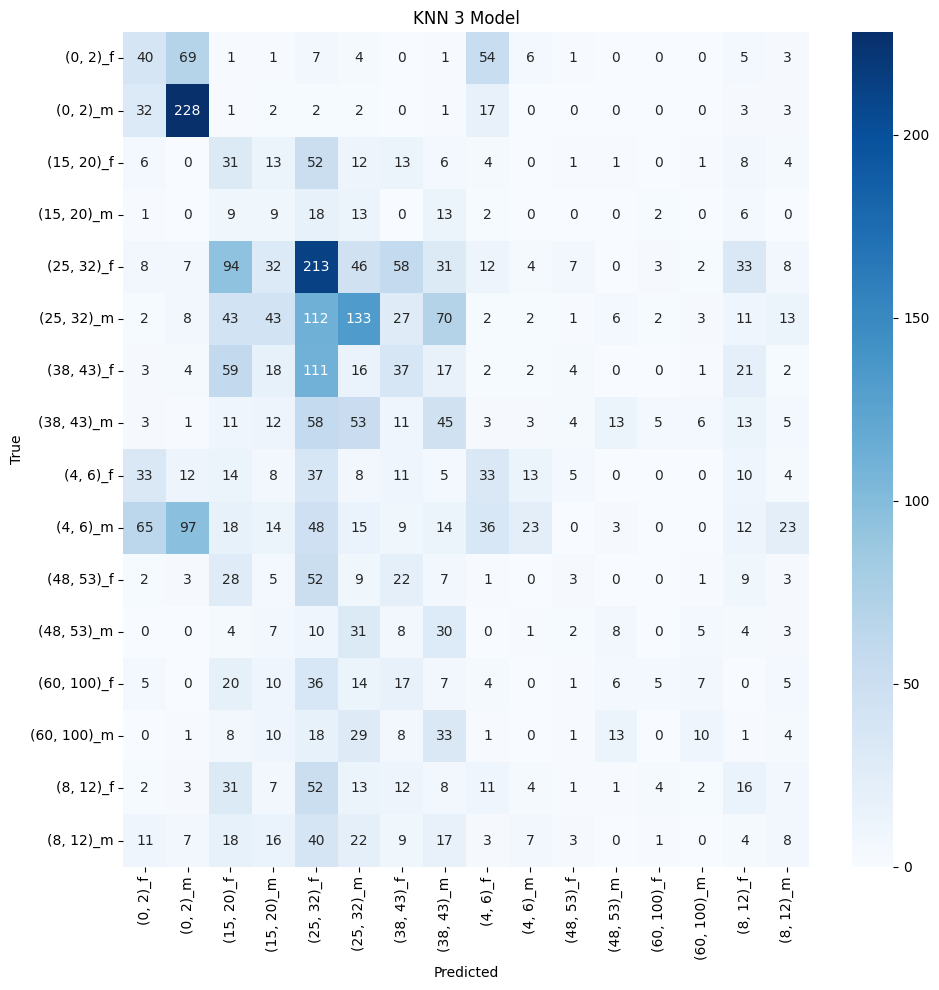 KNN 3 Model
(0, 2)_f 40 69 1 1 7 4 0 1 54 6 1 0 0 0 5 3
(0, 2)_m 32 228 1 2 2 2 0 1 17 0 0 0 0 0 3 3
(15, 20)_f 6 0 31 13 52 12 13 6 4 0 1 1 0 1 8 4
(15, 20)_m 1 0 9 9 18 13 0 13 2 0 0 0 2 0 6 0
(25, 32)_f 8 7 94 32 213 46 58 31 12 4 7 0 3 2 33 8
(25, 32)_m 2 8 43 43 112 133 27 70 2 2 1 6 2 3 11 13
(38, 43)_f 3 4 59 18 111 16 37 17 2 2 4 0 0 1 21 2
(38, 43)_m 3 1 11 12 58 53 11 45 3 3 4 13 5 6 13 5
(4, 6)_f 33 12 14 8 37 8 11 5 33 13 5 0 0 0 10 4
(4, 6)_m 65 97 18 14 48 15 9 14 36 23 0 3 0 0 12 23
(48, 53)_f 2 3 28 5 52 9 22 7 1 0 3 0 0 1 9 3
(48, 53)_m 0 0 4 7 10 31 8 30 0 1 2 8 0 5 4 3
(60, 100)_f 5 0 20 10 36 14 17 7 4 0 1 6 5 7 0 5
(60, 100)_m 0 1 8 10 18 29 8 33 1 0 1 13 0 10 1 4
(8, 12)_f 2 3 31 7 52 13 12 8 11 4 1 1 4 2 16 7
(8, 12)_m 11 7 18 16 40 22 9 17 3 7 3 0 1 0 4 8
(0, 2)_f (0, 2)_m (15, 20)_f (15, 20)_m (25, 32)_f (25, 32)_m (38, 43)_f (38, 43)_m (4, 6)_f (4, 6)_m (48, 53)_f (48, 53)_m (60, 100)_f (60, 100)_m (8, 12)_f (8, 12)_m
Predicted
True
200
150
100
50
0